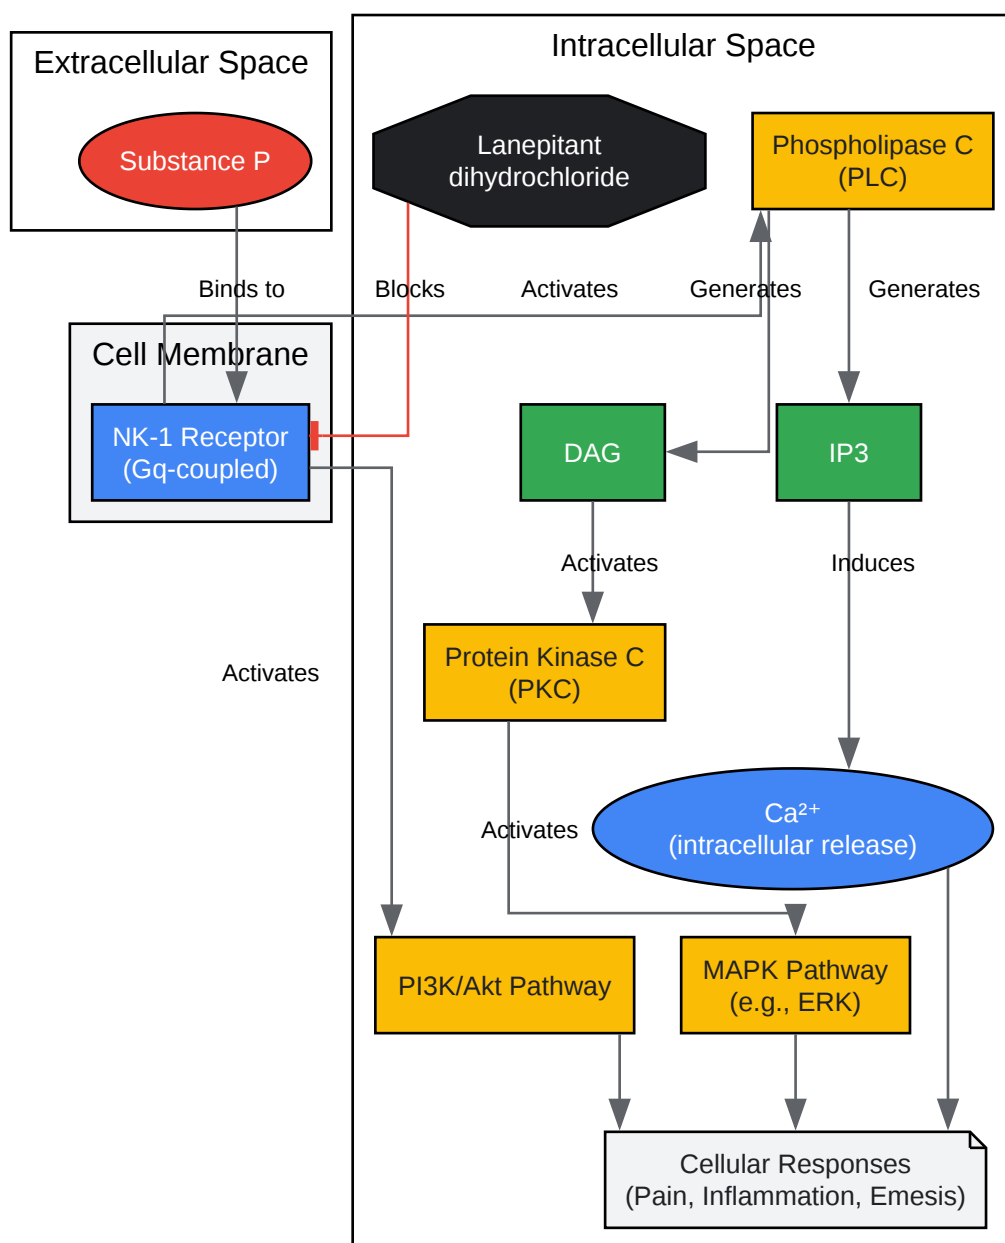 Extracellular Space
Intracellular Space
Substance P
Lanepitant
dihydrochloride
Phospholipase C
(PLC)
Binds to
Blocks
Activates
Generates
Generates
Cell Membrane
NK-1 Receptor
(Gq-coupled)
DAG
IP3
Activates
Induces
Protein Kinase C
(PKC)
Activates
Ca²⁺
(intracellular release)
Activates
PI3K/Akt Pathway
MAPK Pathway
(e.g., ERK)
Cellular Responses
(Pain, Inflammation, Emesis)